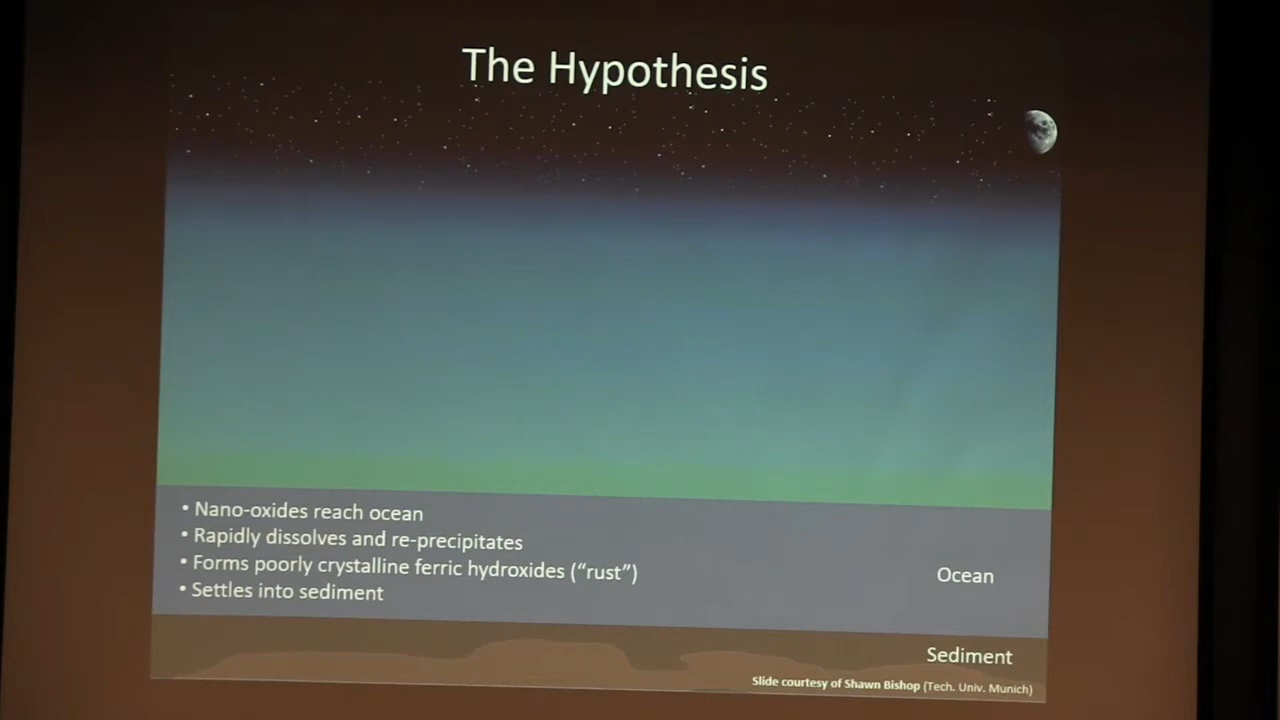 The Hypothesis
• Nano-oxides reach ocean
• Rapidly dissolves and re-precipitates
• Forms poorly crystalline ferric hydroxides (“rust”)
• Settles into sediment
Ocean
Sediment
Slide courtesy of Shawn Bishop (Tech. Univ. Munich)